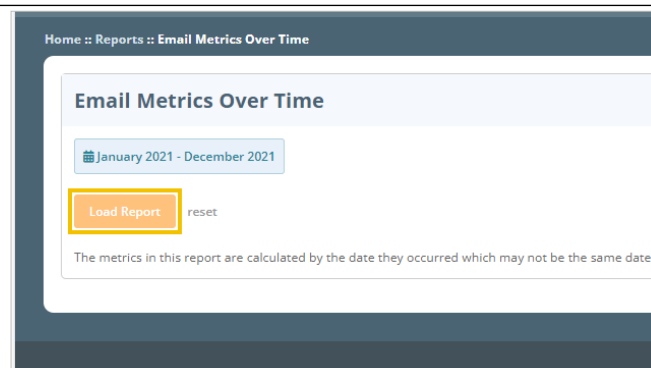 Home :: Reports :: Email Metrics Over Time
Email Metrics Over Time
January 2021 - December 2021
Load Report reset
The metrics in this report are calculated by the date they occurred which may not be the same date